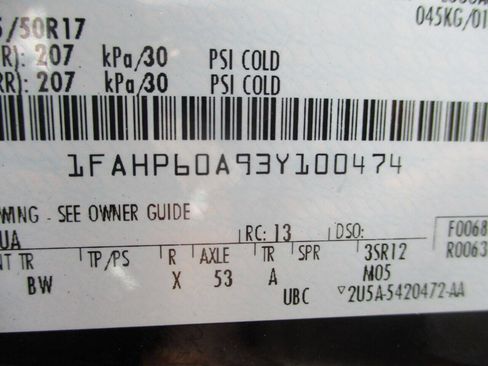 045KG/01
5/50R17
R): 207 kPa/30 PSI COLD
RR): 207 kPa/30 PSI COLD
1FAHP60A93Y100474
WING - SEE OWNER GUIDE
UA RC: 13 DSO: F0068
NT TR TP/PS R AXLE TR SPR 3SR12 R0063
BW X 53 A M05
UBC ▽2U5A-5420472-AA